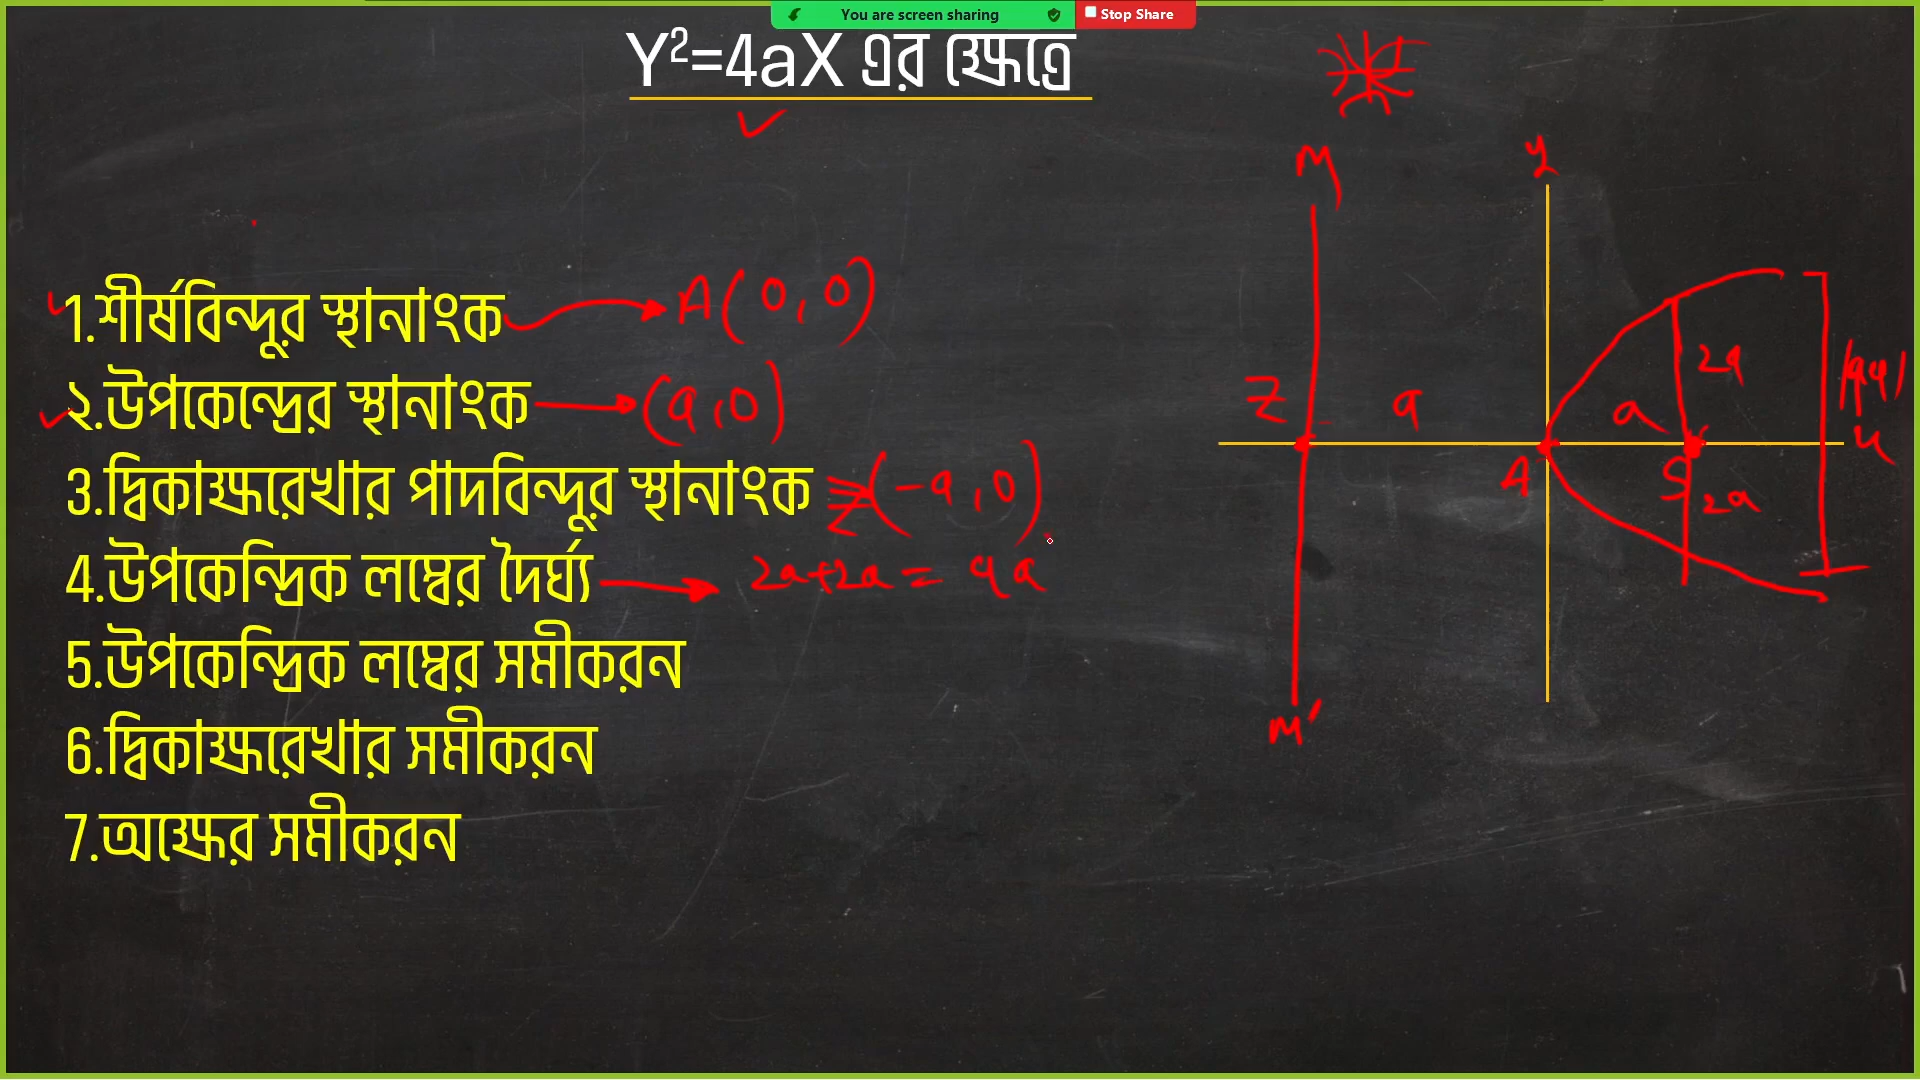 You are screen sharing Stop Share
Y²=4aX এর ক্ষেত্রে
1.শীর্ষবিন্দুর স্থানাংক → A(0,0)
২.উপকেন্দ্রের স্থানাংক → (a,0)
3.দ্বিকাক্ষরেখার পাদবিন্দুর স্থানাংক Z(-a,0)
4.উপকেন্দ্রিক লম্বের দৈর্ঘ্য → 2a+2a = 4a
5.উপকেন্দ্রিক লম্বের সমীকরন
6.দ্বিকাক্ষরেখার সমীকরন
7.অক্ষের সমীকরন
M
y
2a
|4a|
Z a a
A S 2a
M'